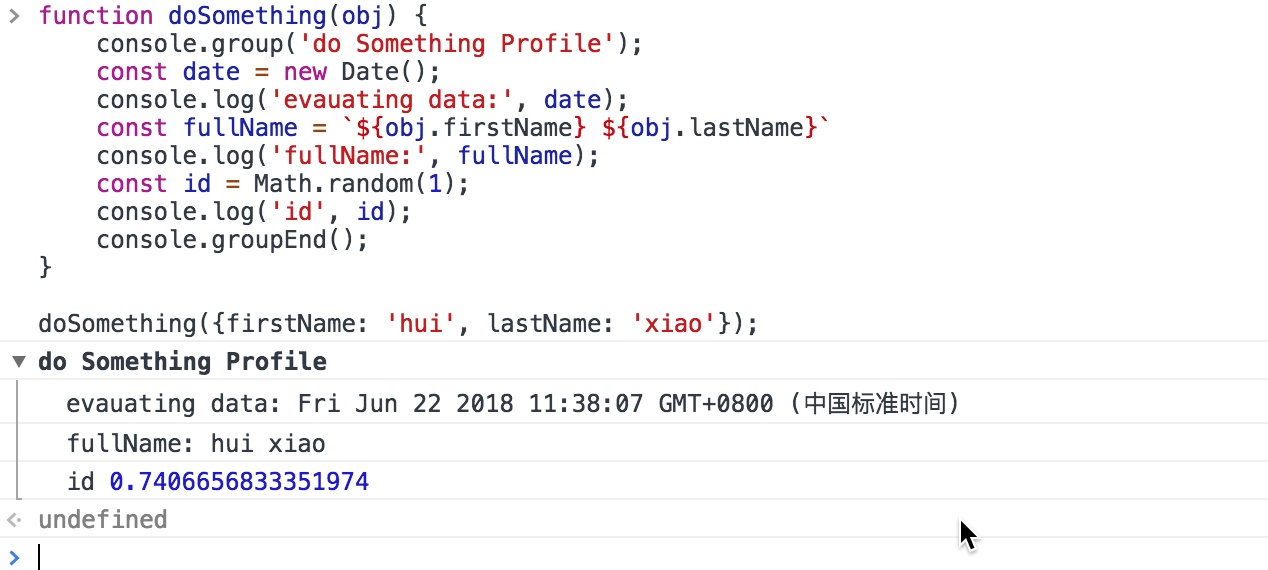 function doSomething(obj) {
    console.group('do Something Profile');
    const date = new Date();
    console.log('evauating data:', date);
    const fullName = `${obj.firstName} ${obj.lastName}`
    console.log('fullName:', fullName);
    const id = Math.random(1);
    console.log('id', id);
    console.groupEnd();
}
doSomething({firstName: 'hui', lastName: 'xiao'});
do Something Profile
evauating data: Fri Jun 22 2018 11:38:07 GMT+0800 (中国标准时间)
fullName: hui xiao
id 0.7406656833351974
undefined